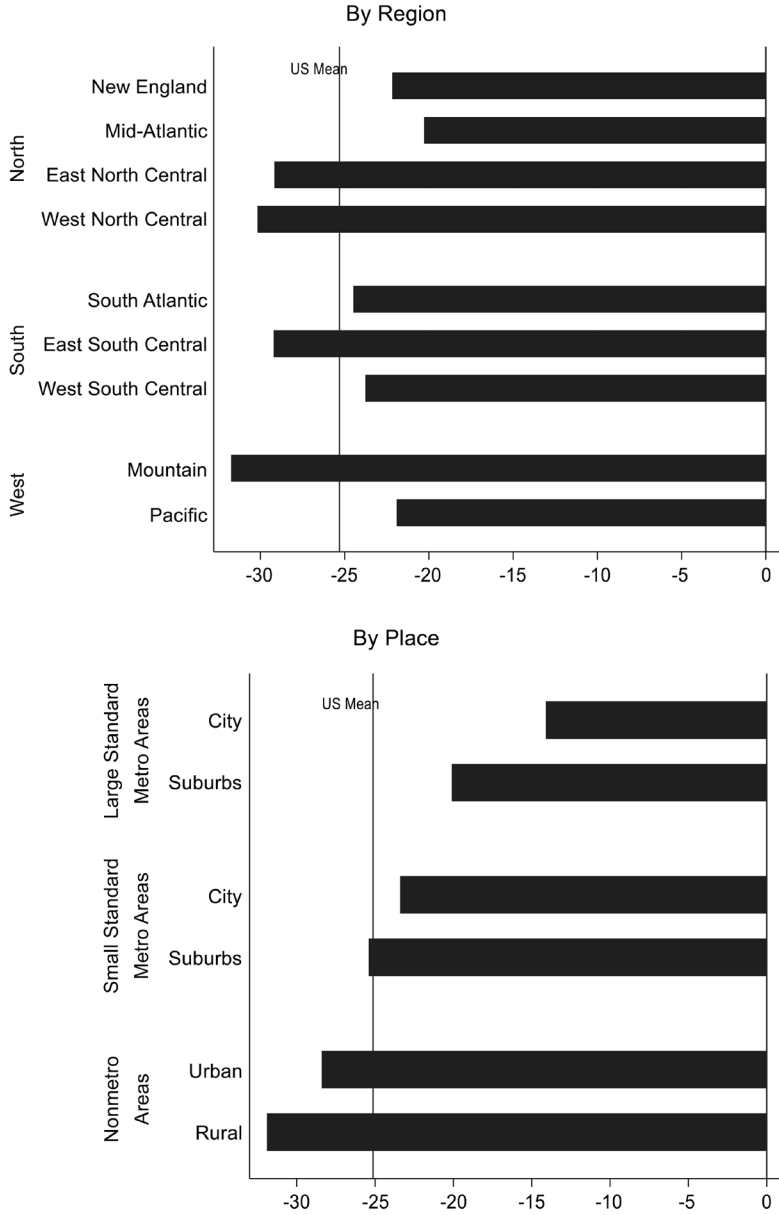 By Region
US Mean
North
New England
Mid-Atlantic
East North Central
West North Central
South
South Atlantic
East South Central
West South Central
West
Mountain
Pacific
-30 -25 -20 -15 -10 -5 0
By Place
US Mean
Large Standard
Metro Areas
City
Suburbs
Small Standard
Metro Areas
City
Suburbs
Nonmetro
Areas
Urban
Rural
-30 -25 -20 -15 -10 -5 0